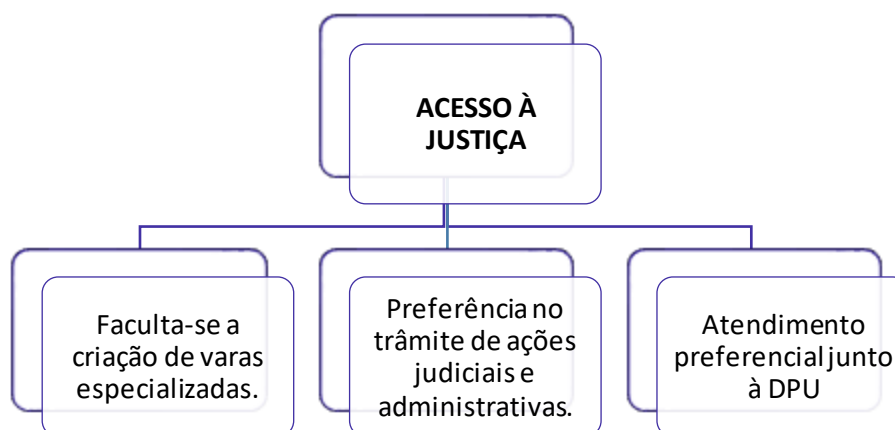 ACESSO À
JUSTIÇA
Faculta-se a
criação de varas
especializadas.
Preferência no
trâmite de ações
judiciais e
administrativas.
Atendimento
preferencial junto
à DPU